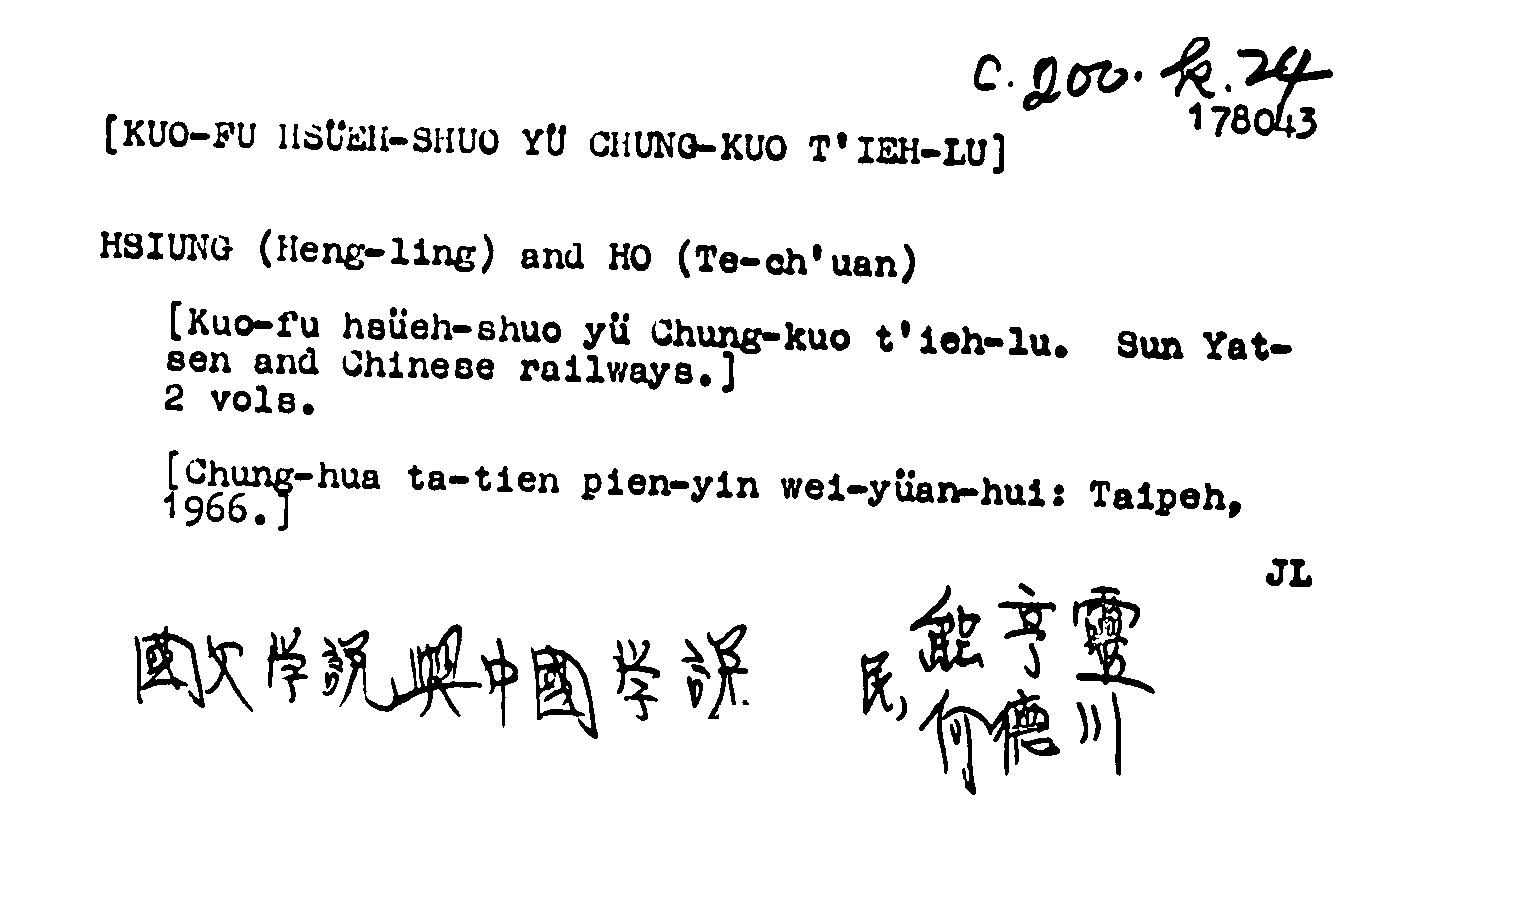 C. 200. k. 24
178043
[KUO-FU HSÜEH-SHUO YÜ CHUNG-KUO T'IEH-LU]
HSIUNG (Heng-ling) and HO (Te-ch'uan)
[Kuo-fu hsüeh-shuo yü Chung-kuo t'ieh-lu. Sun Yat-
sen and Chinese railways.]
2 vols.
[Chung-hua ta-tien pien-yin wei-yüan-hui: Taipeh,
1966.]
JL
國父学説與中國学説 民, 熊亨靈
何德川